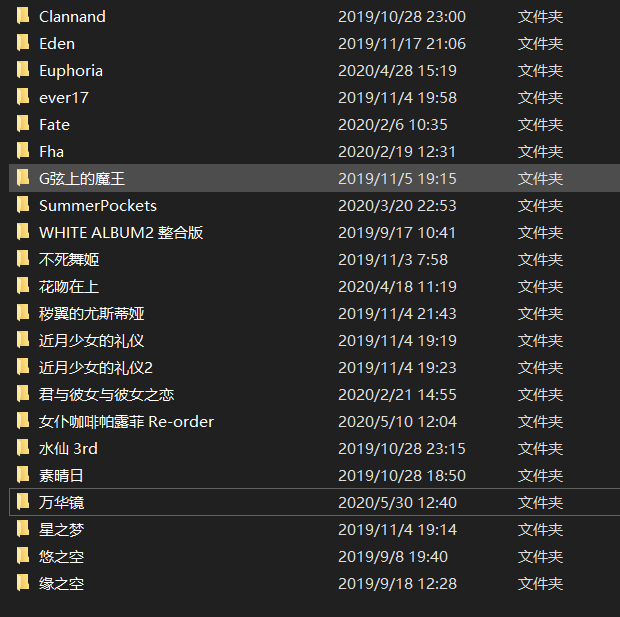 Clannand 2019/10/28 23:00 文件夹
Eden 2019/11/17 21:06 文件夹
Euphoria 2020/4/28 15:19 文件夹
ever17 2019/11/4 19:58 文件夹
Fate 2020/2/6 10:35 文件夹
Fha 2020/2/19 12:31 文件夹
G弦上的魔王 2019/11/5 19:15 文件夹
SummerPockets 2020/3/20 22:53 文件夹
WHITE ALBUM2 整合版 2019/9/17 10:41 文件夹
不死舞姬 2019/11/3 7:58 文件夹
花吻在上 2020/4/18 11:19 文件夹
秽翼的尤斯蒂娅 2019/11/4 21:43 文件夹
近月少女的礼仪 2019/11/4 19:19 文件夹
近月少女的礼仪2 2019/11/4 19:23 文件夹
君与彼女与彼女之恋 2020/2/21 14:55 文件夹
女仆咖啡帕露菲 Re-order 2020/5/10 12:04 文件夹
水仙 3rd 2019/10/28 23:15 文件夹
素晴日 2019/10/28 18:50 文件夹
万华镜 2020/5/30 12:40 文件夹
星之梦 2019/11/4 19:14 文件夹
悠之空 2019/9/8 19:40 文件夹
缘之空 2019/9/18 12:28 文件夹